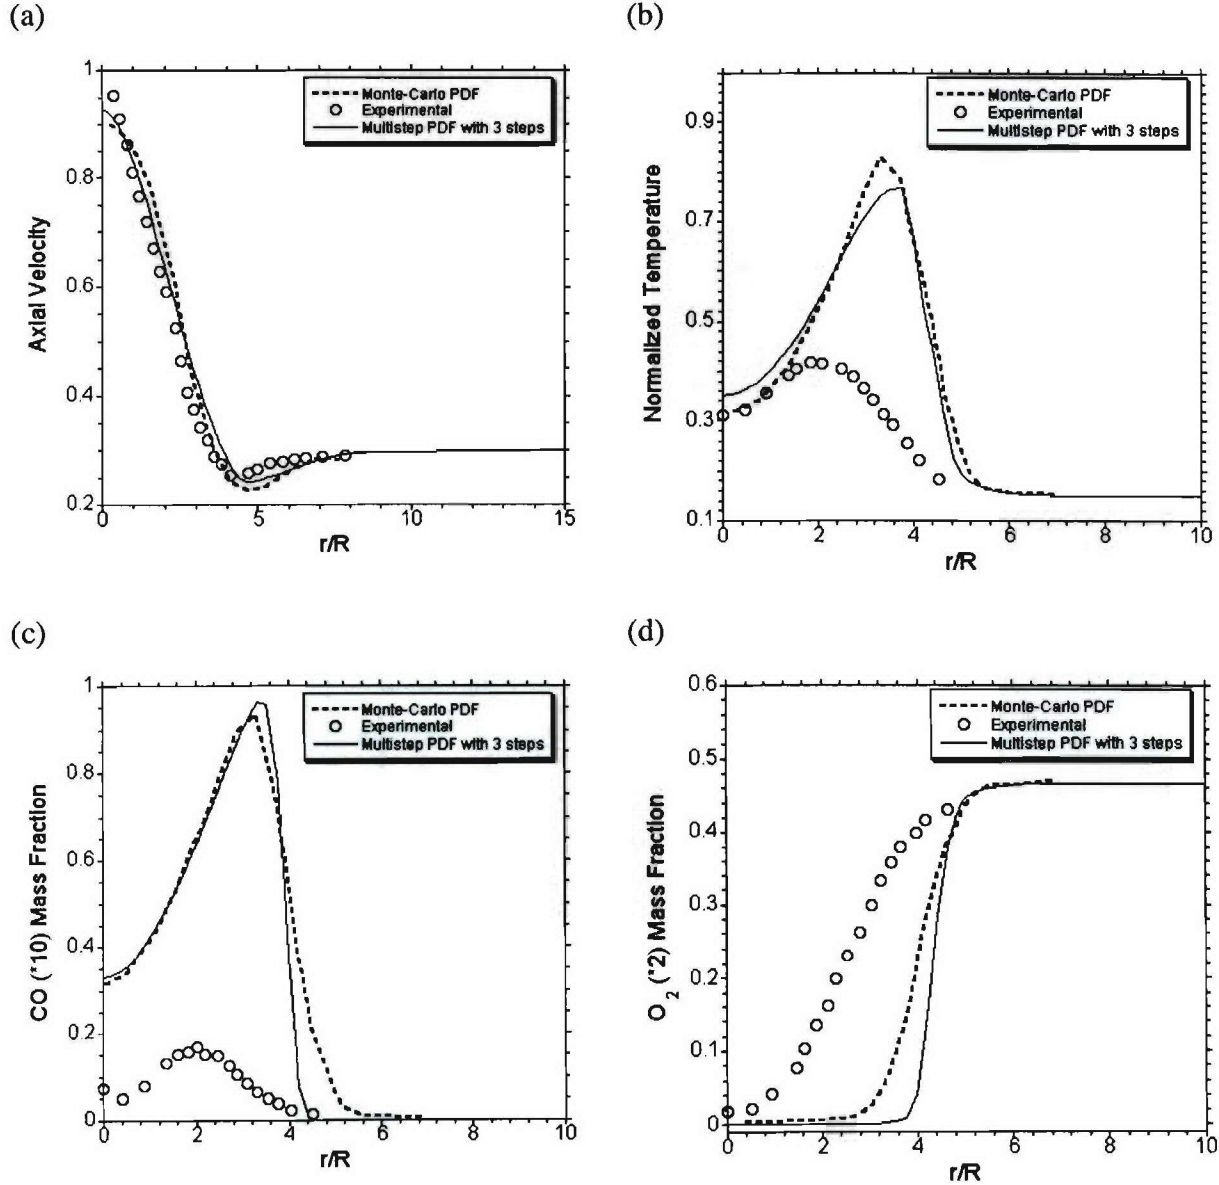 (a)
1
0.8
0.6
0.4
0.2
0
5
10
15
Axial Velocity
r/R
Monte-Carlo PDF
Experimental
Multistep PDF with 3 steps
(b)
0.9
0.7
0.5
0.3
0.1
0
2
4
6
8
10
Normalized Temperature
r/R
Monte-Carlo PDF
Experimental
Multistep PDF with 3 steps
(c)
1
0.8
0.6
0.4
0.2
0
0
2
4
6
8
10
CO (*10) Mass Fraction
r/R
Monte-Carlo PDF
Experimental
Multistep PDF with 3 steps
(d)
0.6
0.5
0.4
0.3
0.2
0.1
0
0
2
4
6
8
10
O2 (*2) Mass Fraction
r/R
Monte-Carlo PDF
Experimental
Multistep PDF with 3 steps